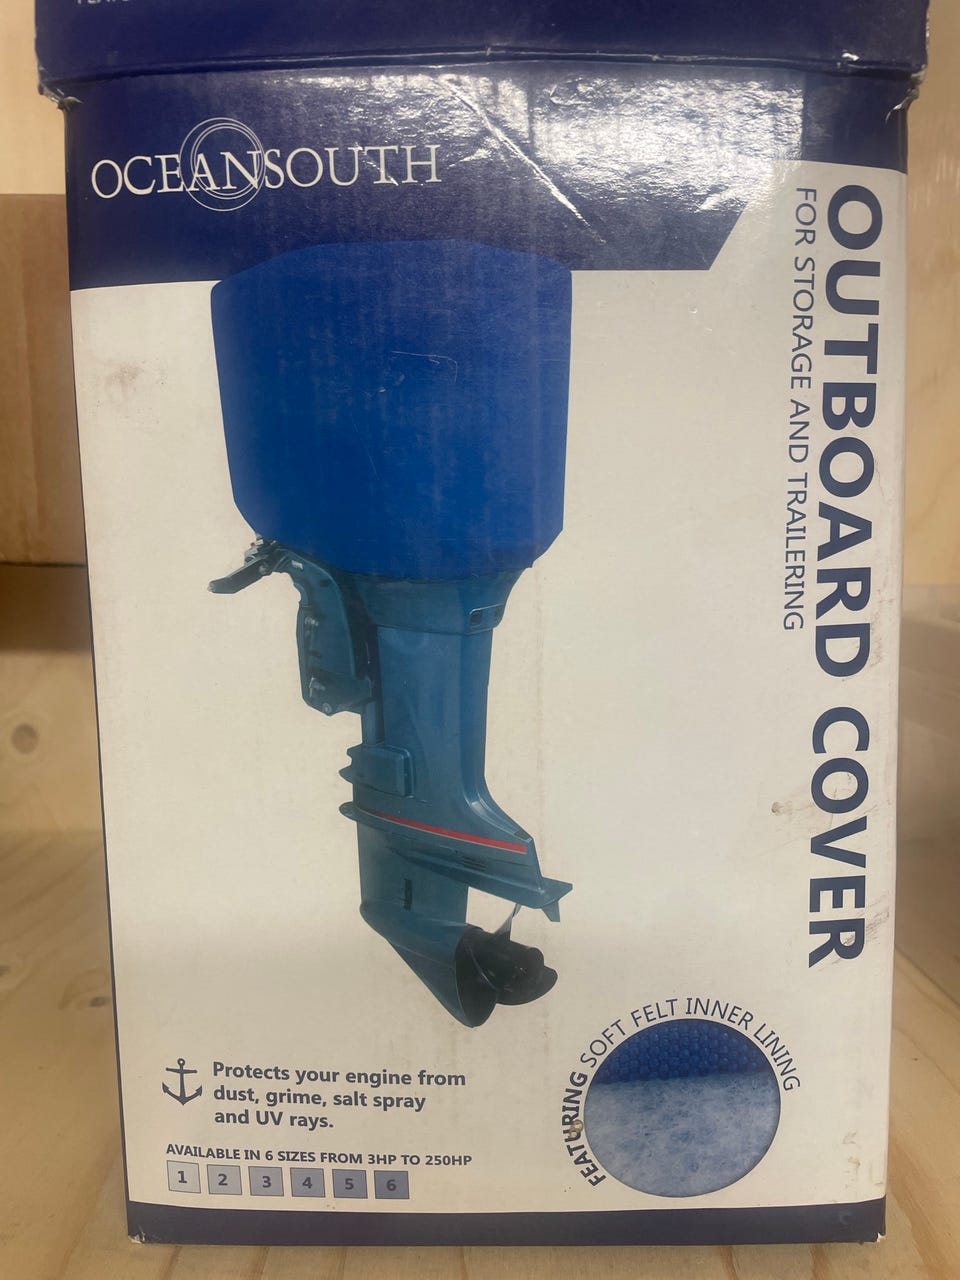 OCEANSOUTH
OUTBOARD COVER
FOR STORAGE AND TRAILERING
FEATURING SOFT FELT INNER LINING
Protects your engine from
dust, grime, salt spray
and UV rays.
AVAILABLE IN 6 SIZES FROM 3HP TO 250HP
1 2 3 4 5 6